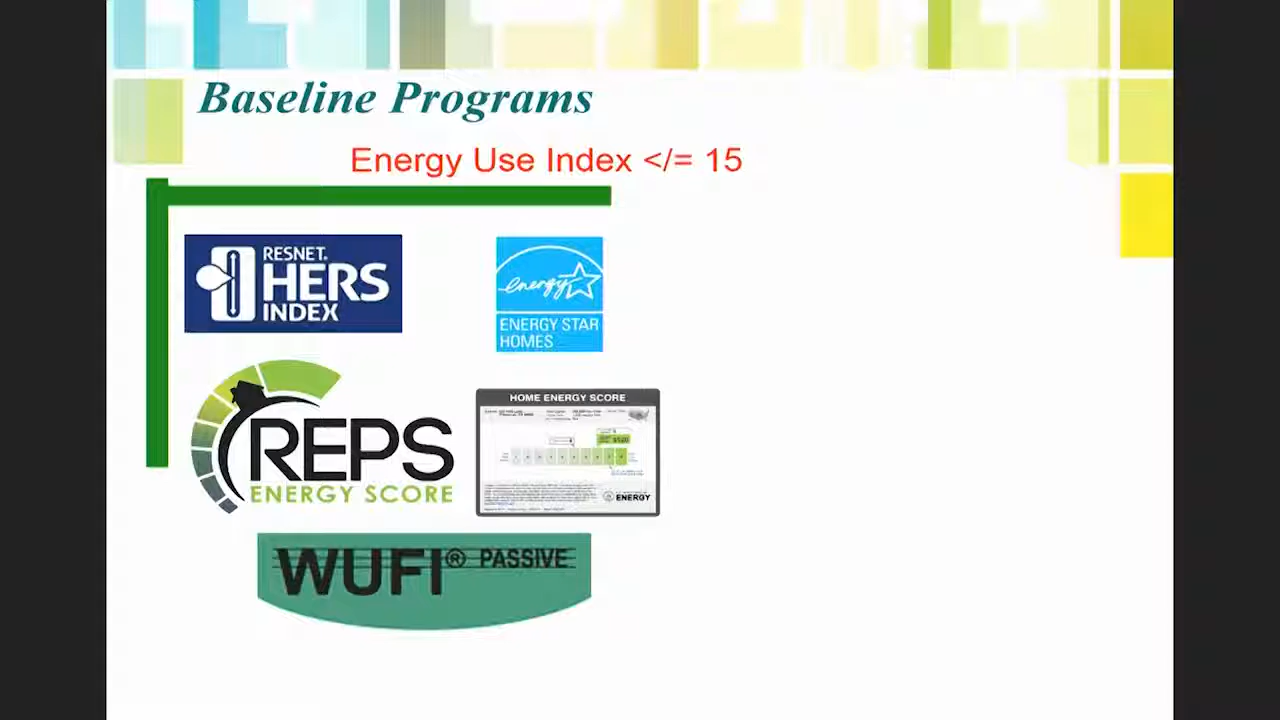 Baseline Programs
Energy Use Index </= 15
RESNET.
HERS
INDEX
energy
ENERGY STAR
HOMES
REPS
ENERGY SCORE
HOME ENERGY SCORE
ENERGY
WUFI® PASSIVE